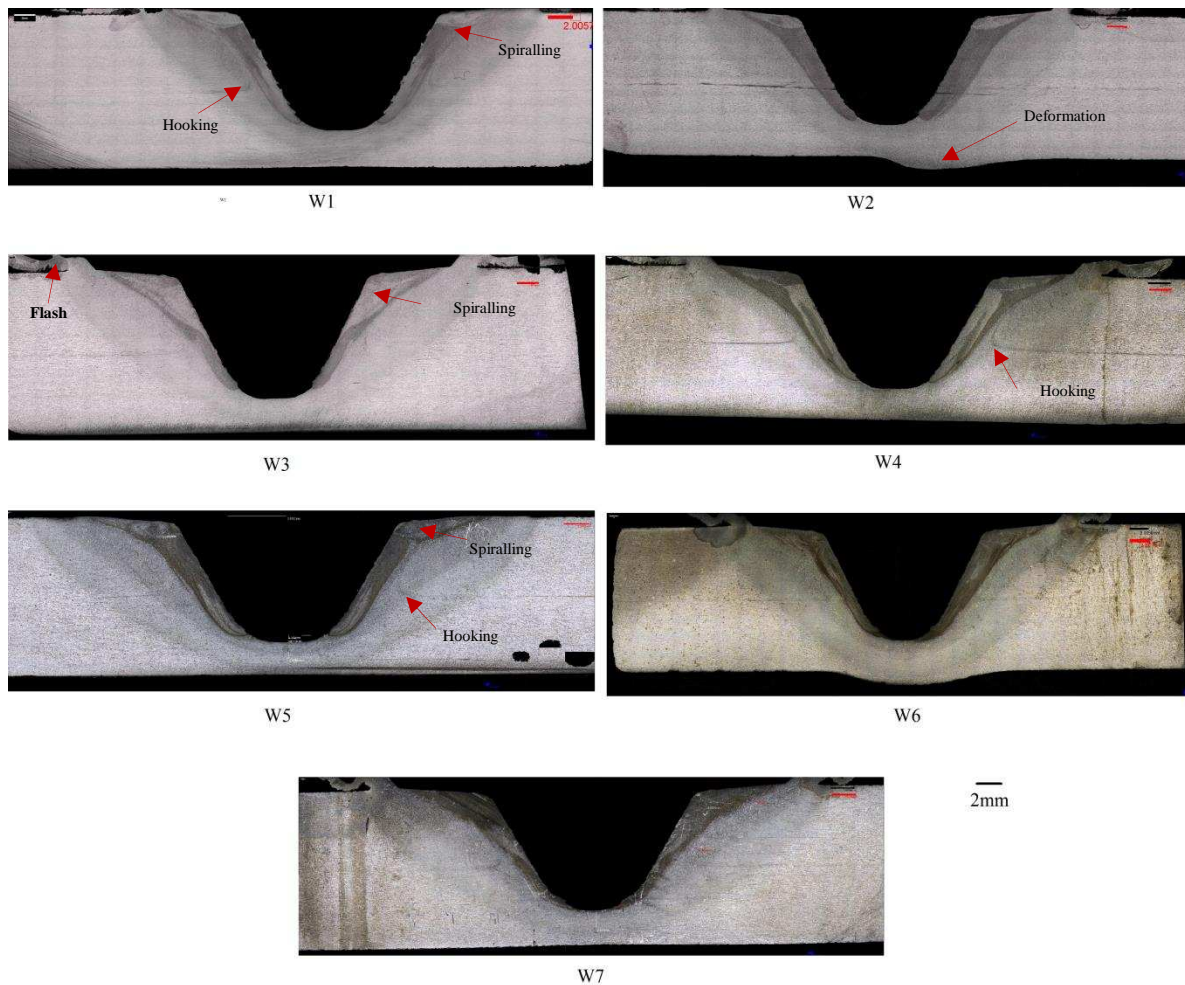 2.0057
Spiralling
Hooking
Deformation
W1
W2
Flash
Spiralling
Hooking
W3
W4
Spiralling
Hooking
W5
W6
2mm
W7